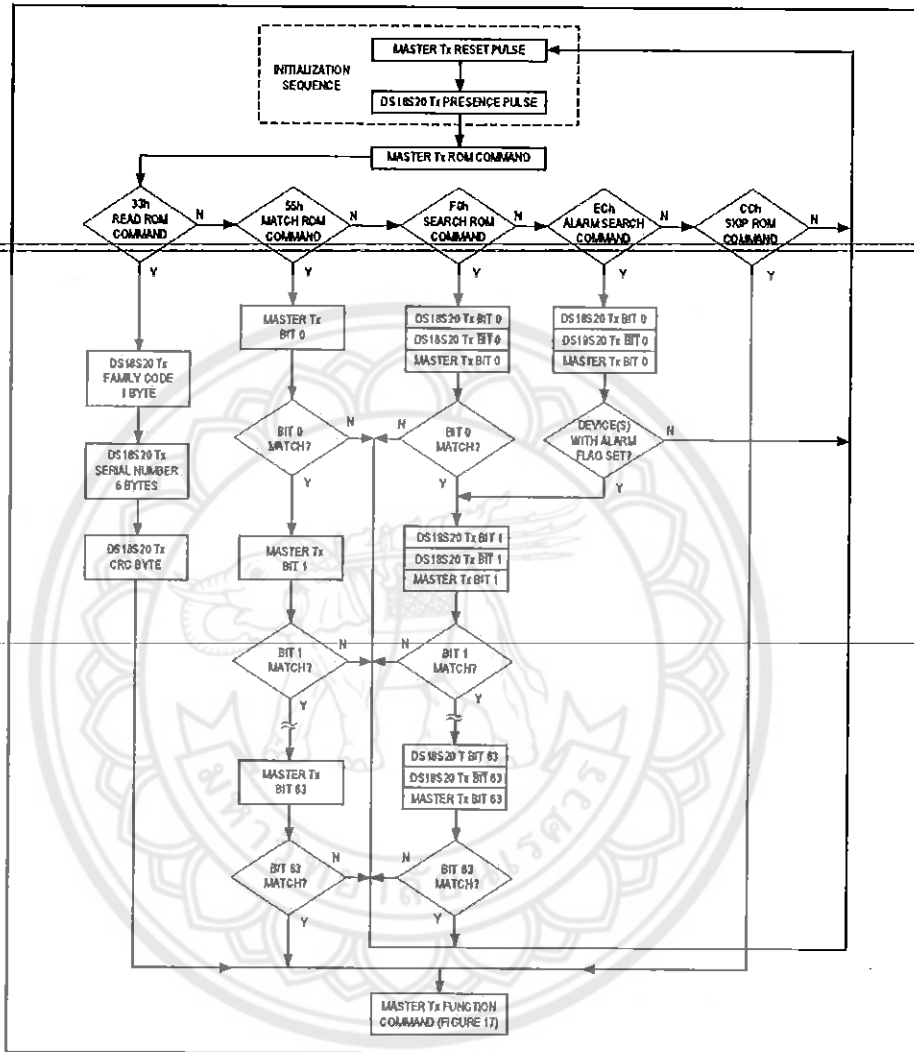 INITIALIZATION
SEQUENCE
MASTER Tx RESET PULSE
DS18S20 Tx PRESENCE PULSE
MASTER Tx ROM COMMAND
33h
READ ROM
COMMAND
N
Y
55h
MATCH ROM
COMMAND
N
Y
F0h
SEARCH ROM
COMMAND
N
Y
ECh
ALARM SEARCH
COMMAND
N
Y
CCh
SKIP ROM
COMMAND
N
Y
DS18S20 Tx
FAMILY CODE
1 BYTE
DS18S20 Tx
SERIAL NUMBER
6 BYTES
DS18S20 Tx
CRC BYTE
MASTER Tx
BIT 0
BIT 0
MATCH?
N
Y
MASTER Tx
BIT 1
BIT 1
MATCH?
N
Y
MASTER Tx
BIT 63
BIT 63
MATCH?
N
Y
DS18S20 Tx BIT 0
DS18S20 Tx BIT 0
MASTER Tx BIT 0
BIT 0
MATCH?
N
Y
DS18S20 Tx BIT 1
DS18S20 Tx BIT 1
MASTER Tx BIT 1
BIT 1
MATCH?
N
Y
DS18S20 T BIT 63
DS18S20 Tx BIT 63
MASTER Tx BIT 63
BIT 63
MATCH?
N
Y
DS18S20 Tx BIT 0
DS18S20 Tx BIT 0
MASTER Tx BIT 0
DEVICE(S)
WITH ALARM
FLAG SET?
N
Y
MASTER Tx FUNCTION
COMMAND (FIGURE 17)